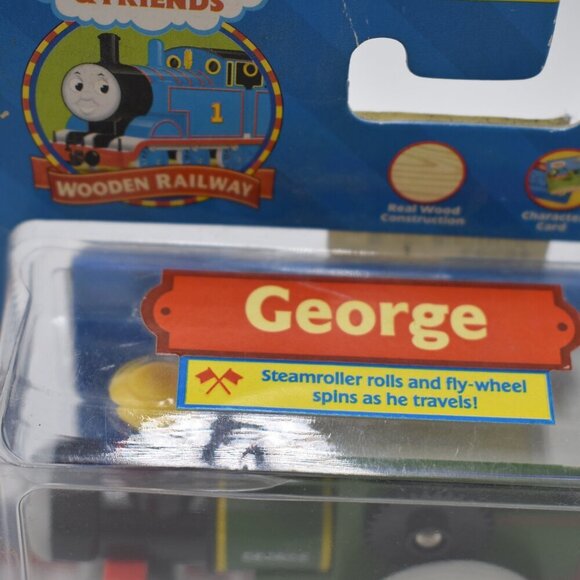 & FRIENDS
1
WOODEN RAILWAY
Real Wood
Construction
Character
Card
George
Steamroller rolls and fly-wheel
spins as he travels!
GEORGE